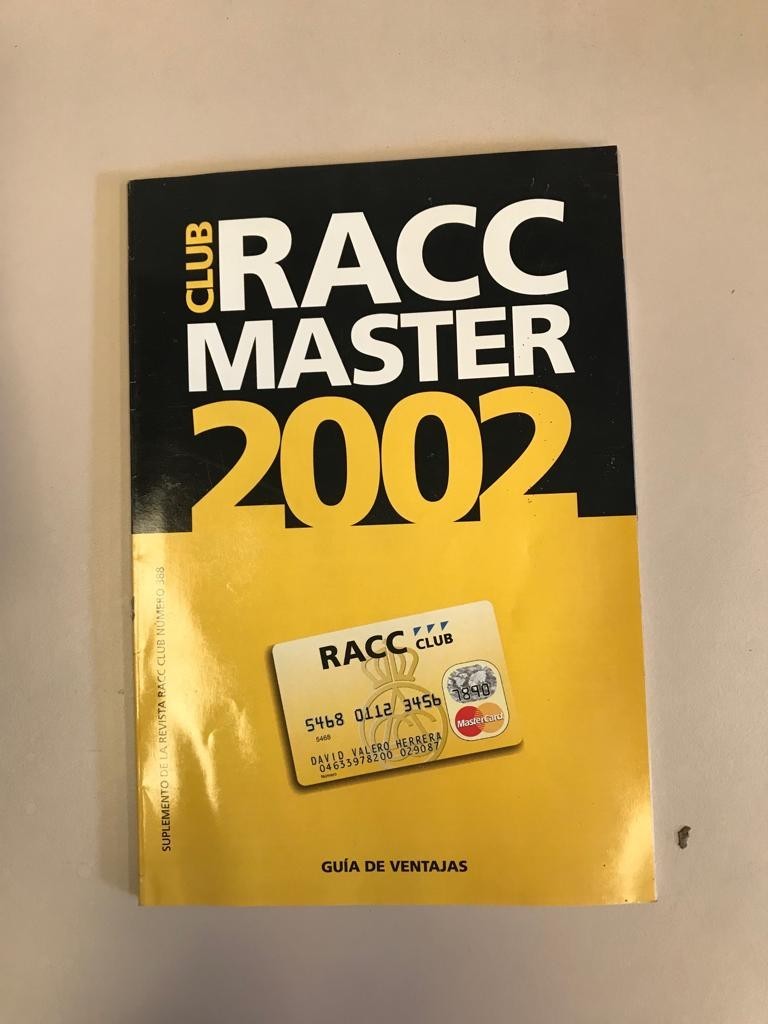 CLUB
RACC
MASTER
2002
SUPLEMENTO DE LA REVISTA RACC CLUB NÚMERO 388
RACC CLUB
5468 0112 3456 7890
5468
MasterCard
DAVID VALERO HERRERA
04633978200 029087
Número
GUÍA DE VENTAJAS